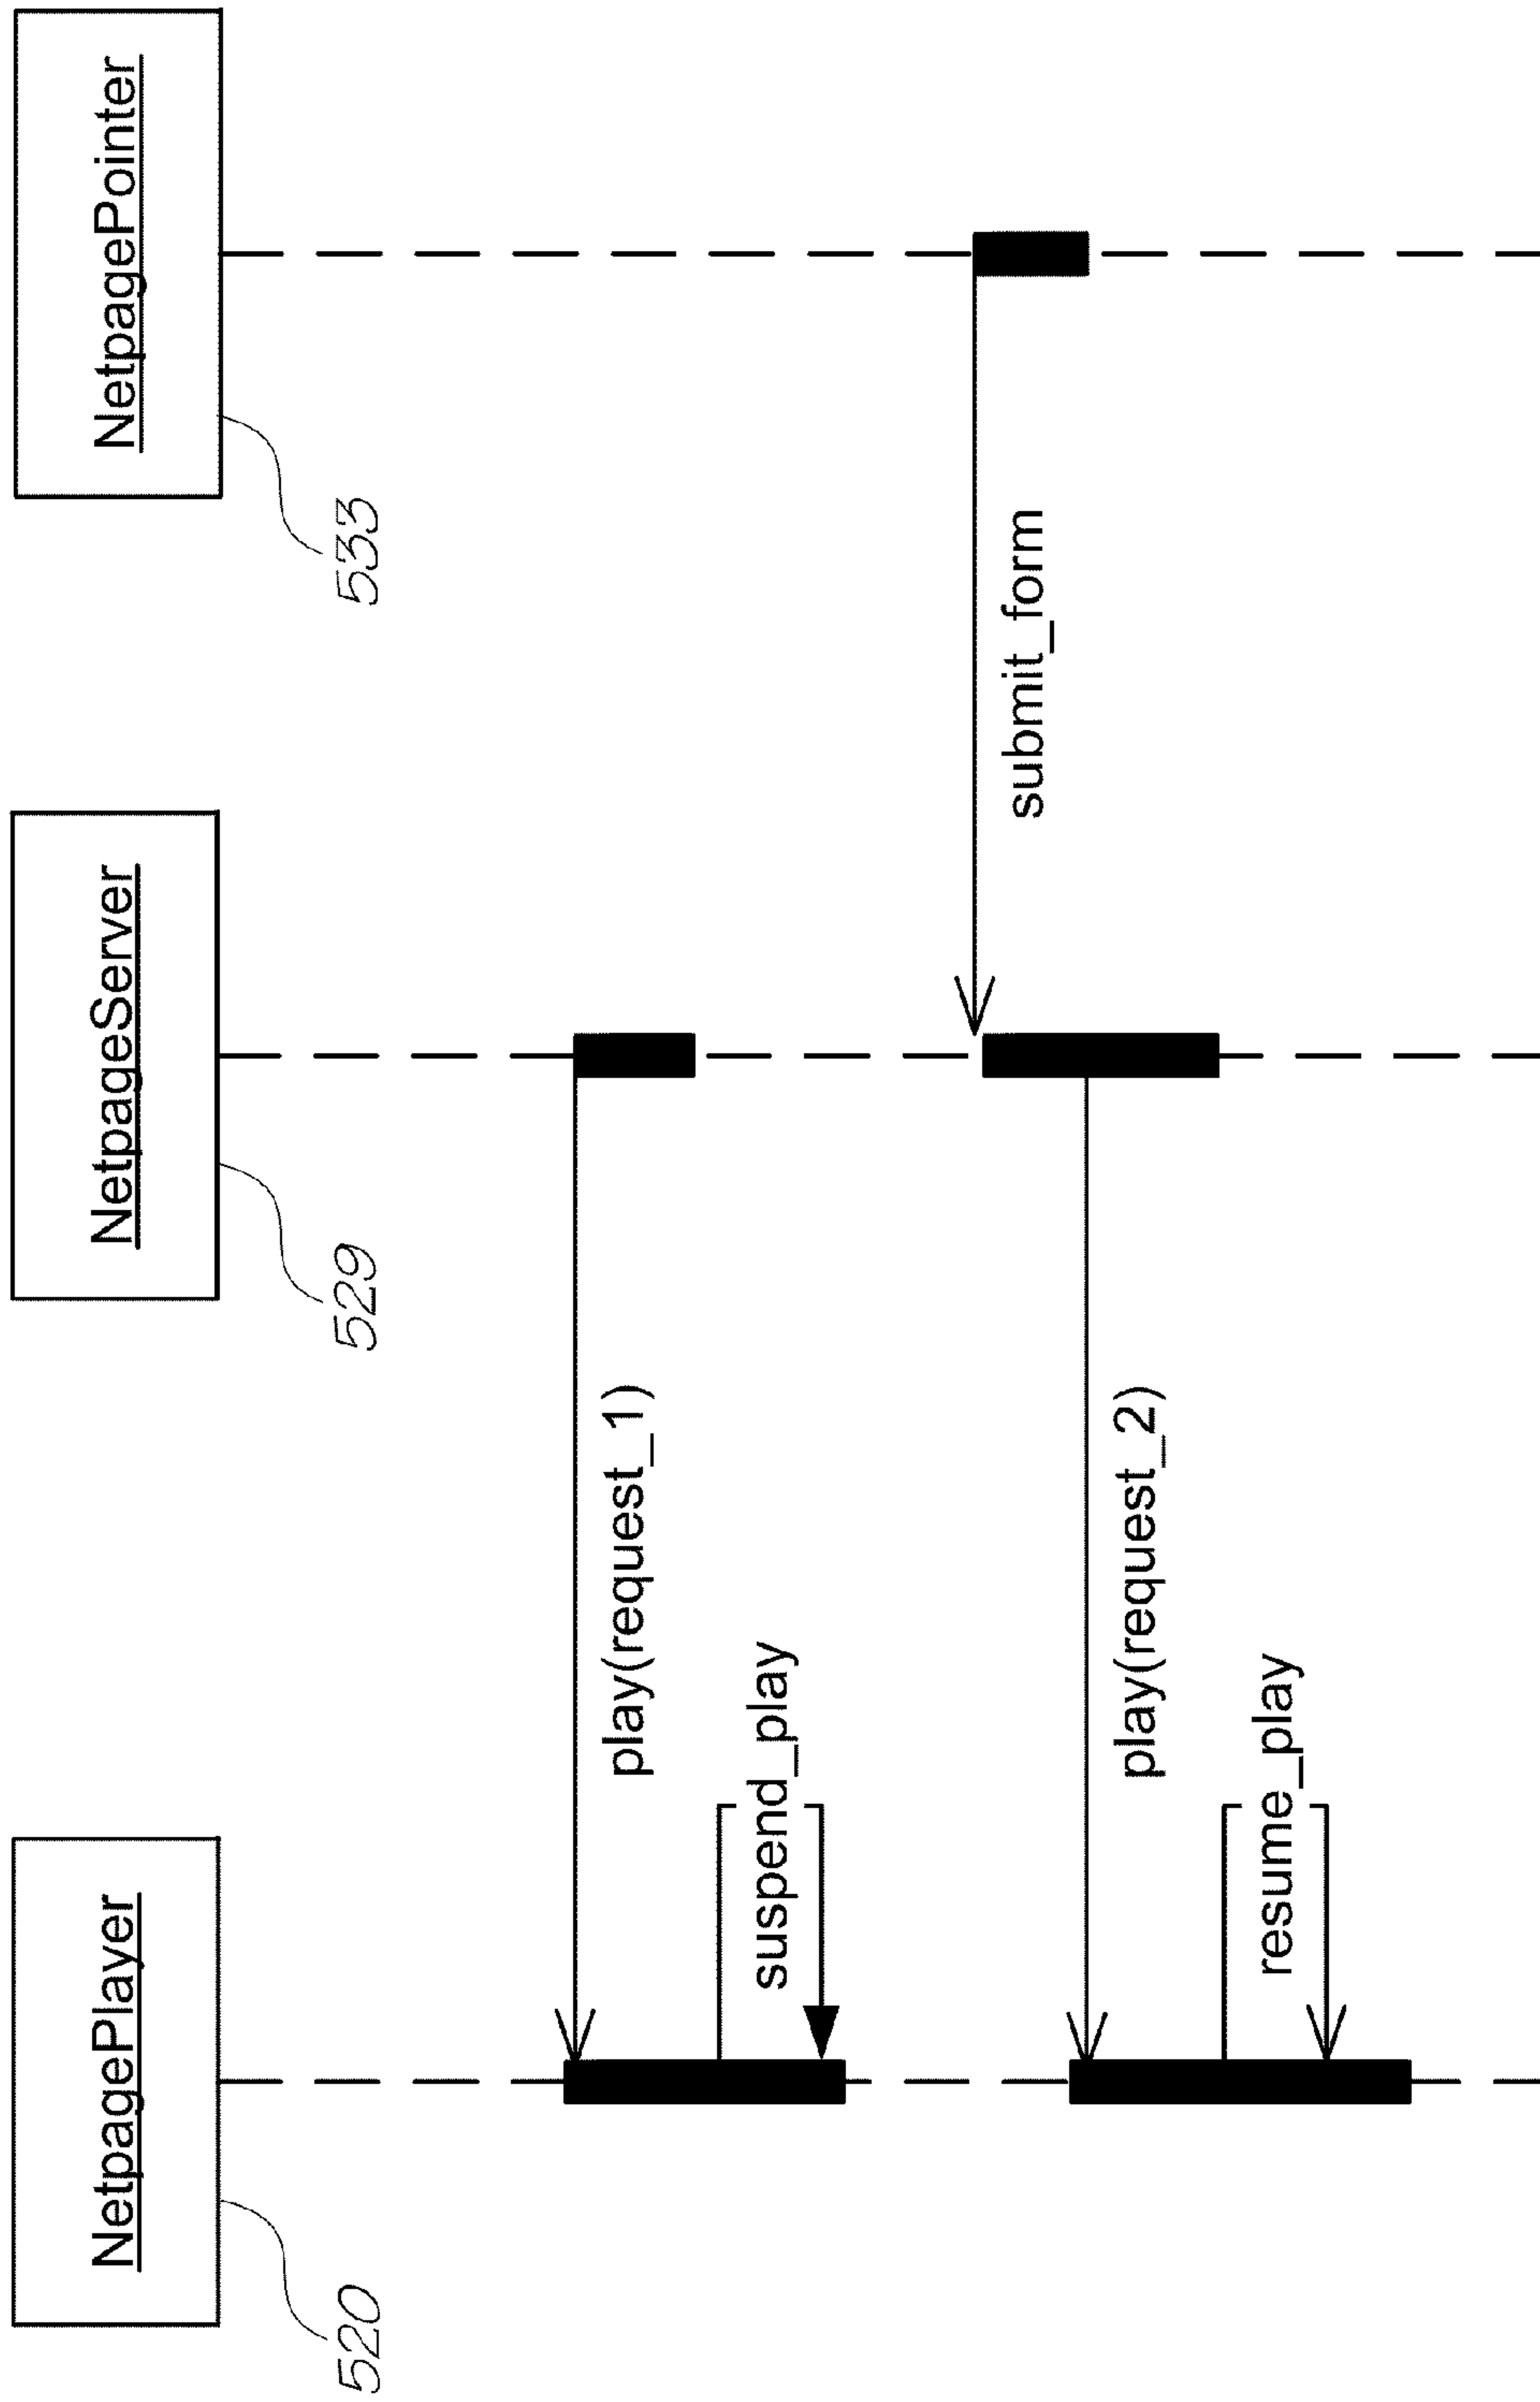 NetpagePlayer
NetpageServer
NetpagePointer
520
529
533
play(request_1)
suspend_play
submit_form
play(request_2)
resume_play